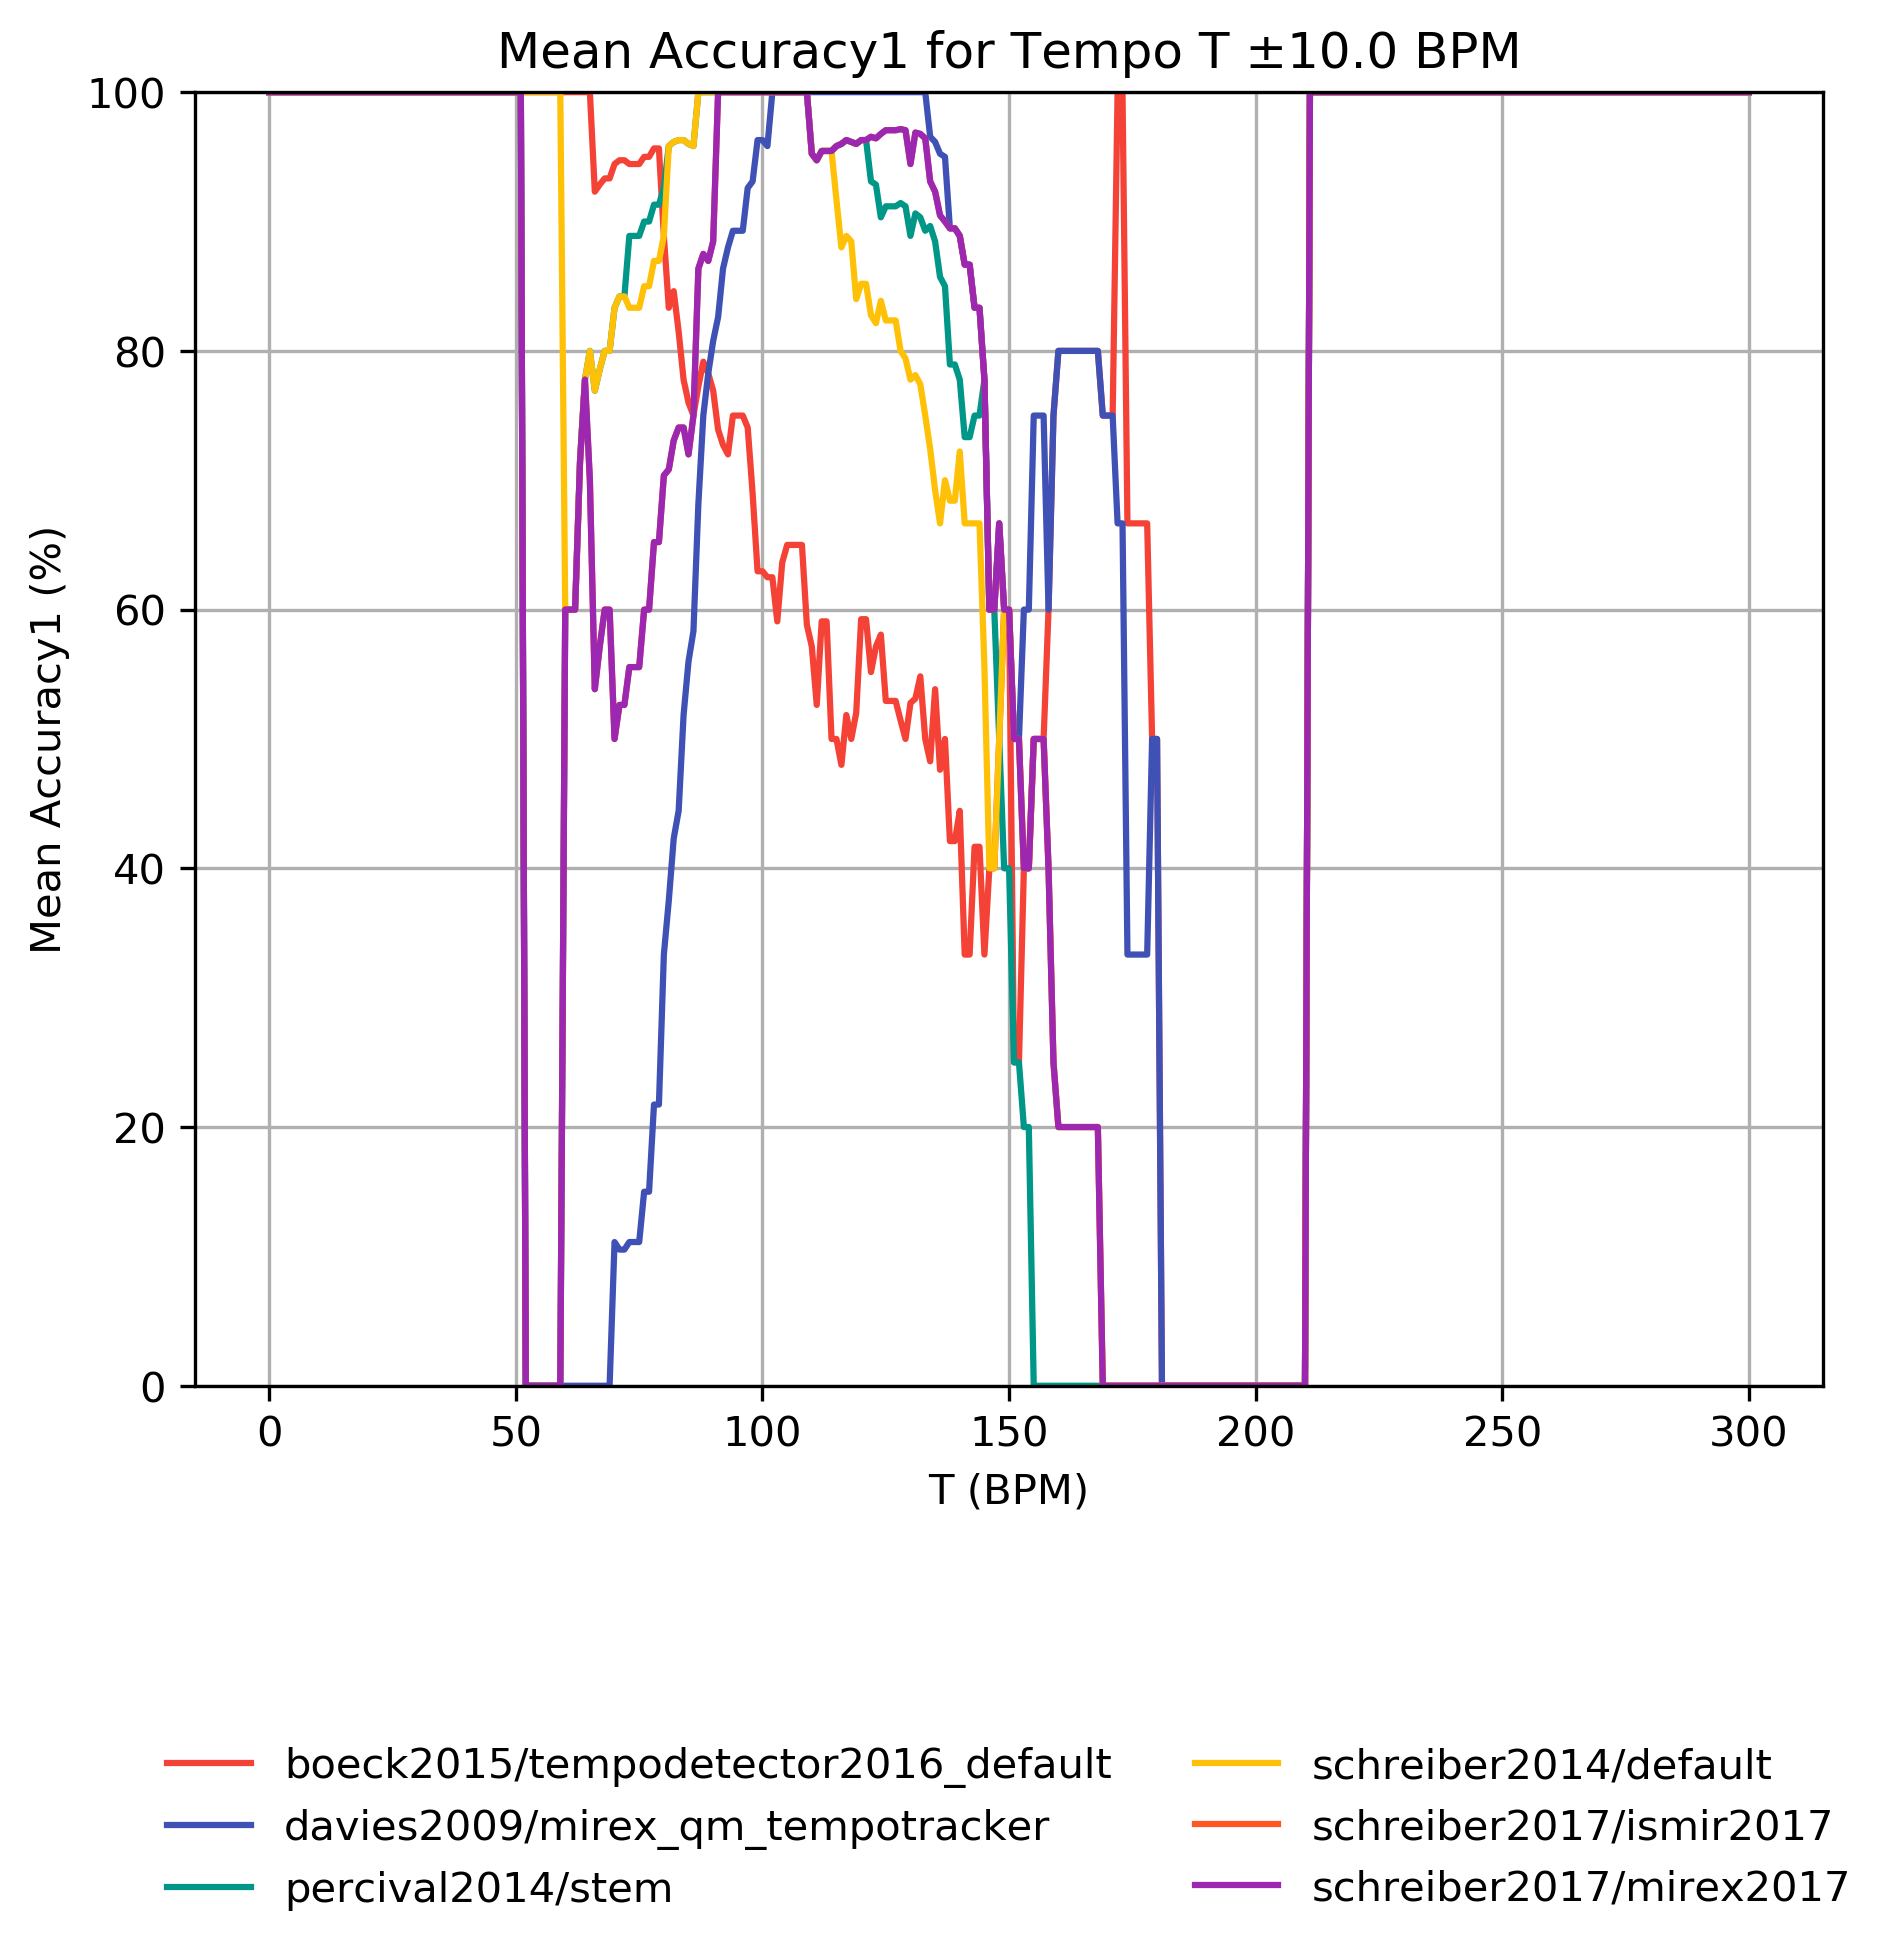 Mean Accuracy1 for Tempo T ±10.0 BPM
100
80
60
40
20
0
Mean Accuracy1 (%)
0 50 100 150 200 250 300
T (BPM)
boeck2015/tempodetector2016_default
davies2009/mirex_qm_tempotracker
percival2014/stem
schreiber2014/default
schreiber2017/ismir2017
schreiber2017/mirex2017